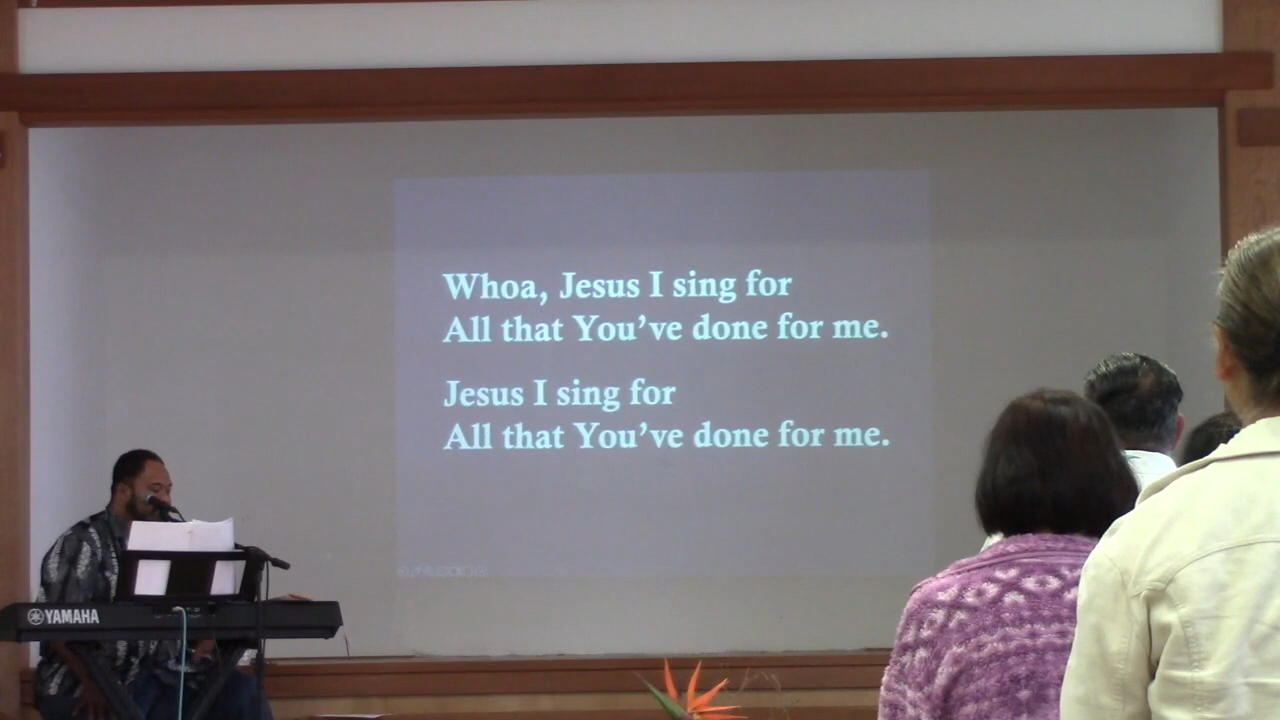 Whoa, Jesus I sing for
All that You've done for me.
Jesus I sing for
All that You've done for me.
YAMAHA